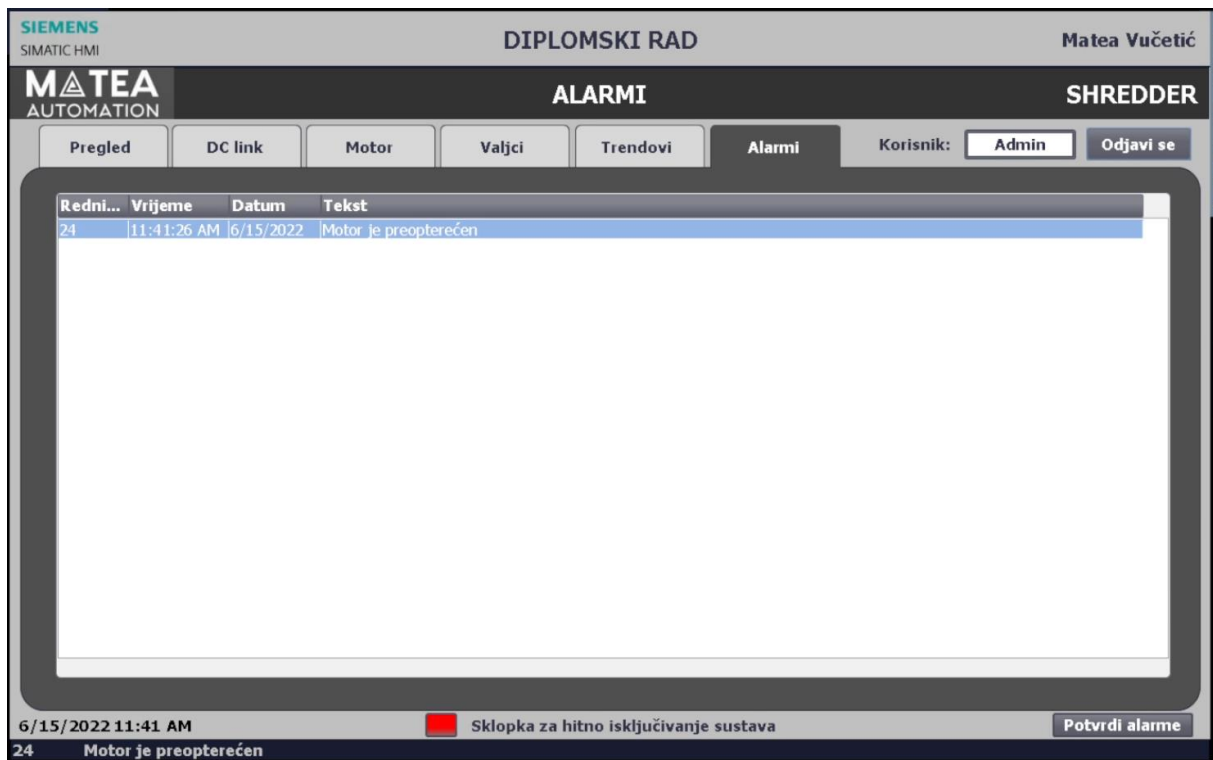 SIEMENS
SIMATIC HMI
DIPLOMSKI RAD
Matea Vučetić
MATEA
AUTOMATION
ALARMI
SHREDDER
Pregled DC link Motor Valjci Trendovi Alarmi Korisnik: Admin Odjavi se
Redni... Vrijeme Datum Tekst
24 11:41:26 AM 6/15/2022 Motor je preopterećen
6/15/2022 11:41 AM Sklopka za hitno isključivanje sustava Potvrdi alarme
24 Motor je preopterećen